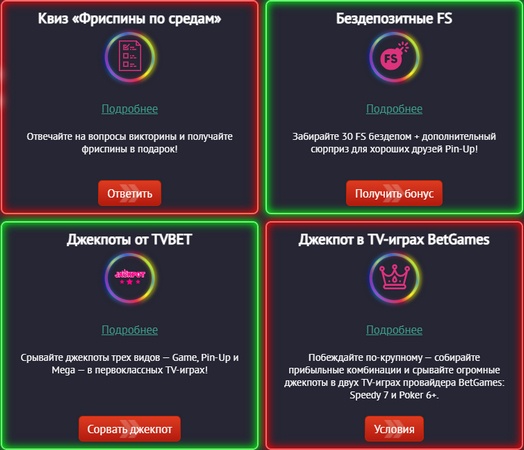 Квиз «Фриспины по средам»
Подробнее
Отвечайте на вопросы викторины и получайте
фриспины в подарок!
Ответить
Бездепозитные FS
FS
Подробнее
Забирайте 30 FS бездепом + дополнительный
сюрприз для хороших друзей Pin-Up!
Получить бонус
Джекпоты от TVBET
JACKPOT
Подробнее
Срывайте джекпоты трех видов — Game, Pin-Up и
Mega — в первоклассных TV-играх!
Сорвать джекпот
Джекпот в TV-играх BetGames
Подробнее
Побеждайте по-крупному — собирайте
прибыльные комбинации и срывайте огромные
джекпоты в двух TV-играх провайдера BetGames:
Speedy 7 и Poker 6+.
Условия